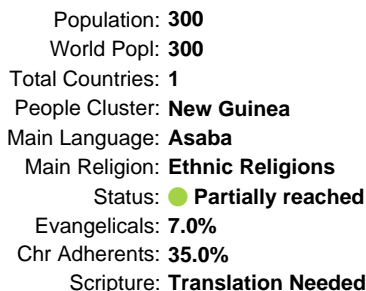 Population: 300
World Popl: 300
Total Countries: 1
People Cluster: New Guinea
Main Language: Asaba
Main Religion: Ethnic Religions
Status: Partially reached
Evangelicals: 7.0%
Chr Adherents: 35.0%
Scripture: Translation Needed